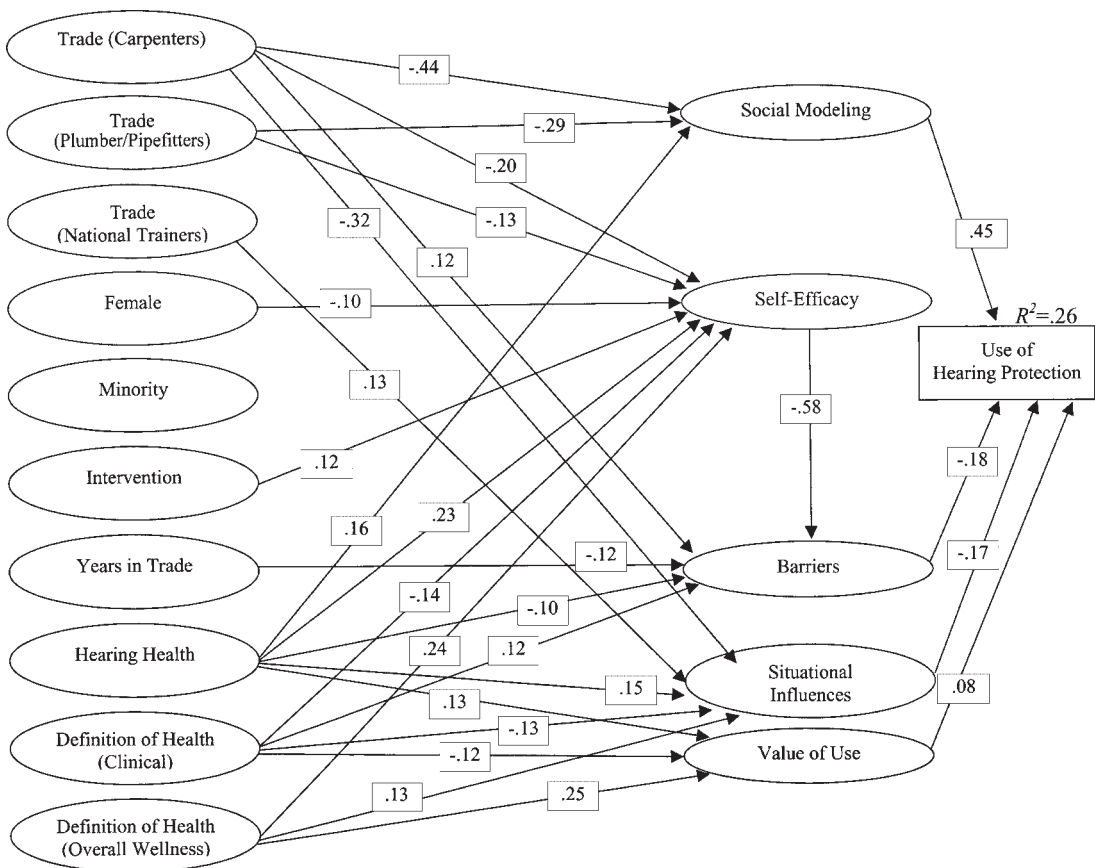 Trade (Carpenters)
Trade
(Plumber/Pipefitters)
Trade
(National Trainers)
Female
Minority
Intervention
Years in Trade
Hearing Health
Definition of Health
(Clinical)
Definition of Health
(Overall Wellness)
-.44
-.29
-.20
-.32
-.13
.12
-.10
.13
.12
.16
.23
-.12
-.14
-.10
.24
.12
.15
.13
-.13
-.12
.13
.25
Social Modeling
Self-Efficacy
-.58
Barriers
Situational
Influences
Value of Use
.45
R²=.26
Use of
Hearing Protection
-.18
-.17
.08